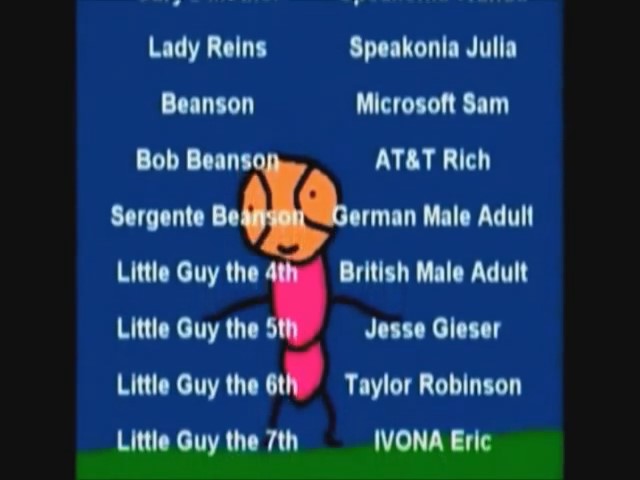 Lady Reins Speakonia Julia
Beanson Microsoft Sam
Bob Beanson AT&T Rich
Sergente Beanson German Male Adult
Little Guy the 4th British Male Adult
Little Guy the 5th Jesse Gieser
Little Guy the 6th Taylor Robinson
Little Guy the 7th IVONA Eric